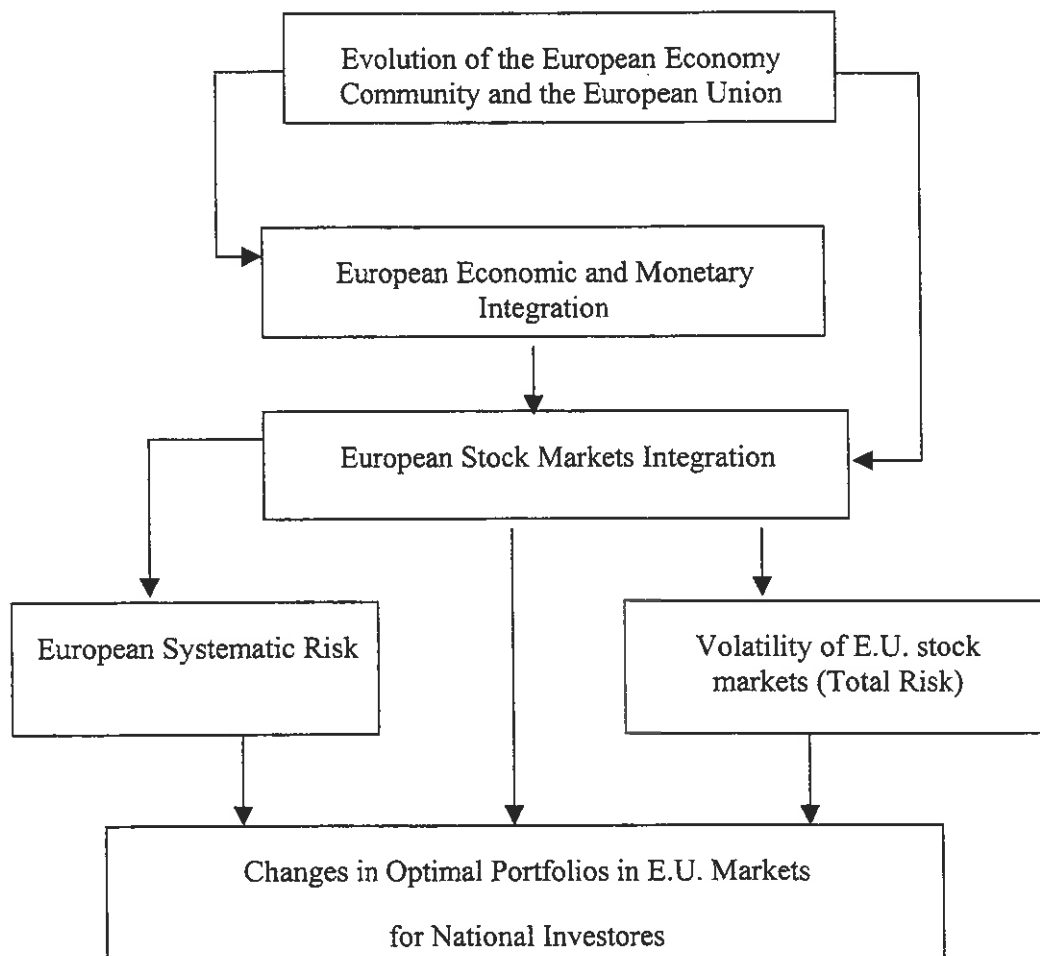 Evolution of the European Economy
Community and the European Union
European Economic and Monetary
Integration
European Stock Markets Integration
European Systematic Risk
Volatility of E.U. stock
markets (Total Risk)
Changes in Optimal Portfolios in E.U. Markets
for National Investores